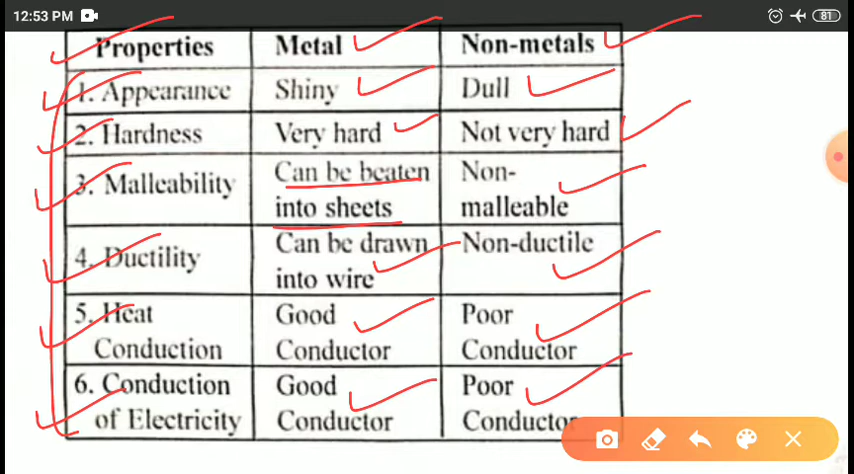 12:53 PM
81
Properties Metal Non-metals
1. Appearance Shiny Dull
2. Hardness Very hard Not very hard
3. Malleability Can be beaten into sheets Non-malleable
4. Ductility Can be drawn into wire Non-ductile
5. Heat Conduction Good Conductor Poor Conductor
6. Conduction of Electricity Good Conductor Poor Conductor